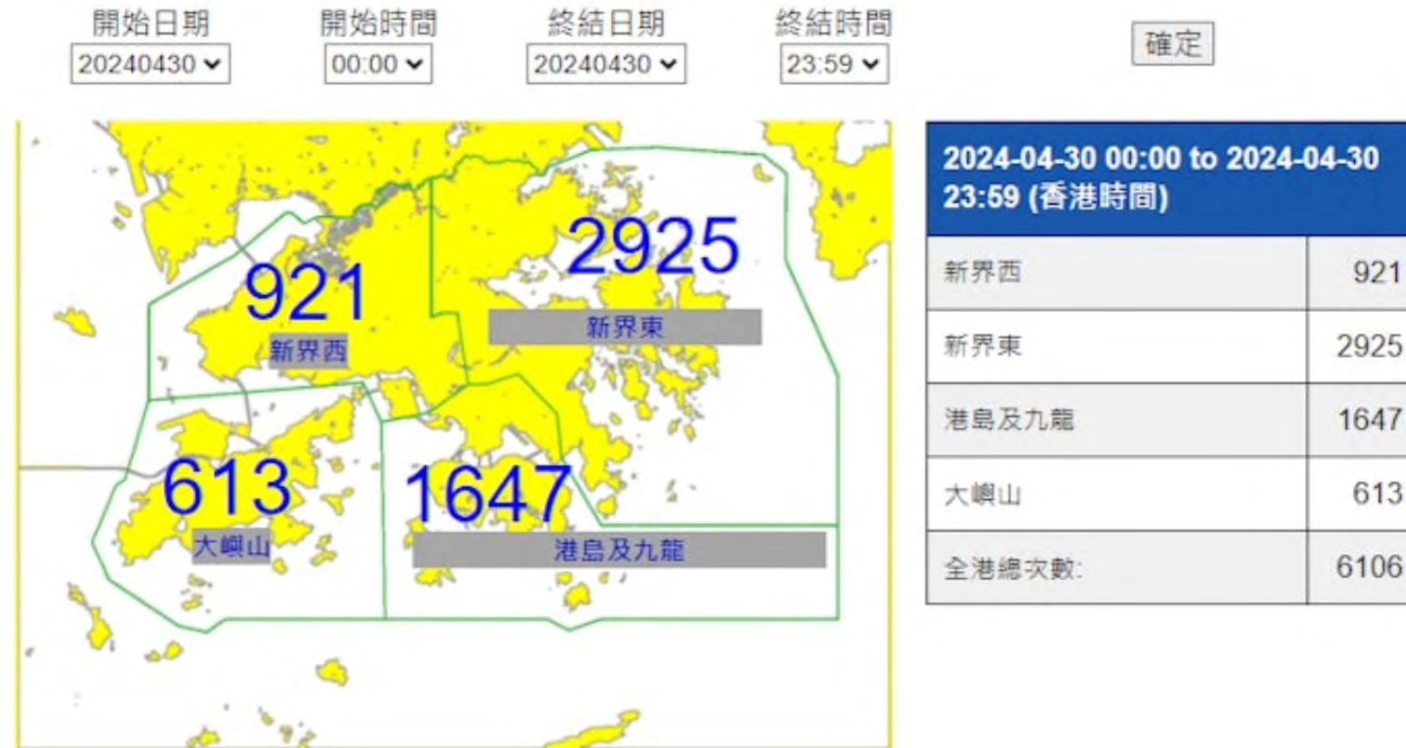 開始日期 開始時間 終結日期 終結時間
20240430 00:00 20240430 23:59 確定
2925
新界東
921
新界西
613
大嶼山
1647
港島及九龍
2024-04-30 00:00 to 2024-04-30
23:59 (香港時間)
新界西 921
新界東 2925
港島及九龍 1647
大嶼山 613
全港總次數: 6106